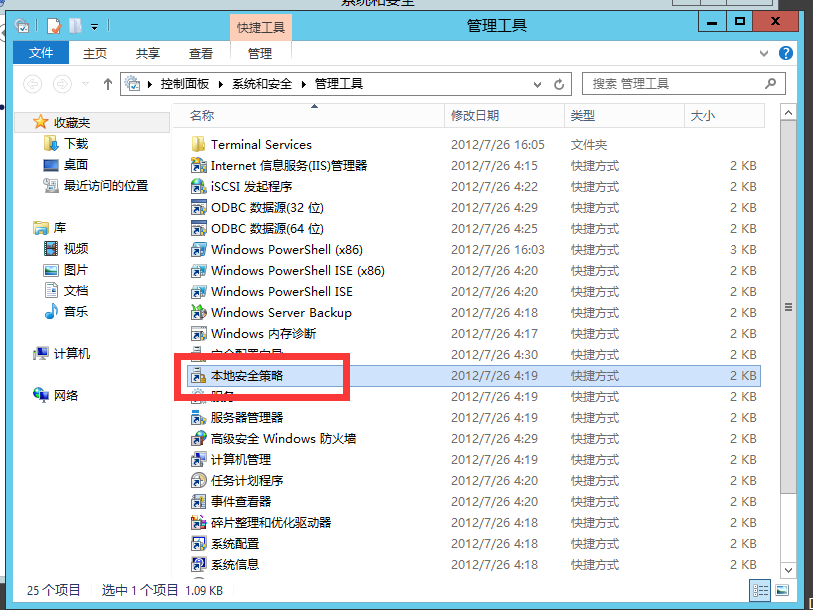 系统和安全
快捷工具
管理工具
文件 主页 共享 查看 管理
控制面板 系统和安全 管理工具
搜索 管理工具
名称 修改日期 类型 大小
收藏夹
下载
桌面
最近访问的位置
库
视频
图片
文档
音乐
计算机
网络
Terminal Services 2012/7/26 16:05 文件夹
Internet 信息服务(IIS)管理器 2012/7/26 4:15 快捷方式 2 KB
iSCSI 发起程序 2012/7/26 4:22 快捷方式 2 KB
ODBC 数据源(32 位) 2012/7/26 4:29 快捷方式 2 KB
ODBC 数据源(64 位) 2012/7/26 4:25 快捷方式 2 KB
Windows PowerShell (x86) 2012/7/26 16:03 快捷方式 3 KB
Windows PowerShell ISE (x86) 2012/7/26 4:20 快捷方式 2 KB
Windows PowerShell ISE 2012/7/26 4:20 快捷方式 2 KB
Windows Server Backup 2012/7/26 4:18 快捷方式 2 KB
Windows 内存诊断 2012/7/26 4:17 快捷方式 2 KB
安全配置向导 2012/7/26 4:30 快捷方式 2 KB
本地安全策略 2012/7/26 4:19 快捷方式 2 KB
服务 2012/7/26 4:19 快捷方式 2 KB
服务器管理器 2012/7/26 4:19 快捷方式 2 KB
高级安全 Windows 防火墙 2012/7/26 4:29 快捷方式 2 KB
计算机管理 2012/7/26 4:19 快捷方式 2 KB
任务计划程序 2012/7/26 4:20 快捷方式 2 KB
事件查看器 2012/7/26 4:20 快捷方式 2 KB
碎片整理和优化驱动器 2012/7/26 4:18 快捷方式 2 KB
系统配置 2012/7/26 4:18 快捷方式 2 KB
系统信息 2012/7/26 4:18 快捷方式 2 KB
25 个项目 选中 1 个项目 1.09 KB